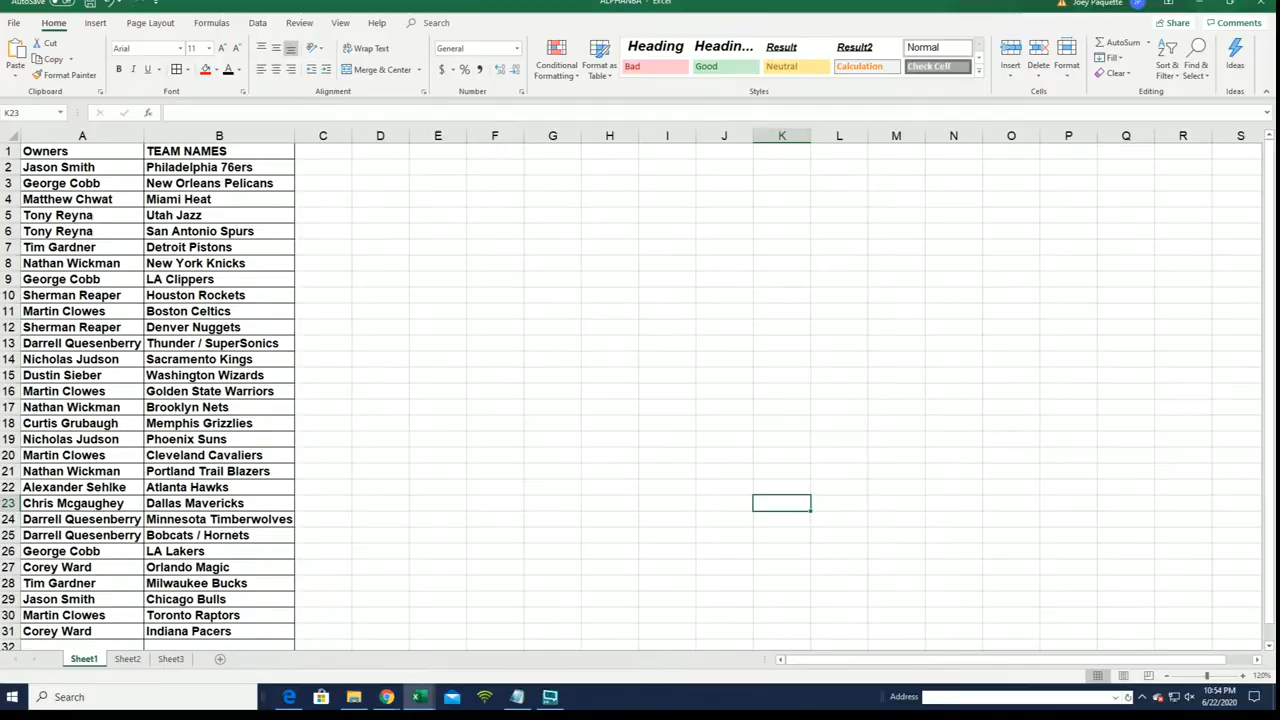 AutoSave Off ALPHANBA - Excel Joey Paquette JP
File Home Insert Page Layout Formulas Data Review View Help Search Share Comments
Cut Arial 11 A A Wrap Text General Heading Headin... Result Result2 Normal AutoSum
Copy Fill
Paste Format Painter B I U Merge & Center $ % 9 Conditional Formatting Format as Table Bad Good Neutral Calculation Check Cell Insert Delete Format Clear Sort & Filter Find & Select Ideas
Clipboard Font Alignment Number Styles Cells Editing Ideas
K23 fx
A B C D E F G H I J K L M N O P Q R S
1 Owners TEAM NAMES
2 Jason Smith Philadelphia 76ers
3 George Cobb New Orleans Pelicans
4 Matthew Chwat Miami Heat
5 Tony Reyna Utah Jazz
6 Tony Reyna San Antonio Spurs
7 Tim Gardner Detroit Pistons
8 Nathan Wickman New York Knicks
9 George Cobb LA Clippers
10 Sherman Reaper Houston Rockets
11 Martin Clowes Boston Celtics
12 Sherman Reaper Denver Nuggets
13 Darrell Quesenberry Thunder / SuperSonics
14 Nicholas Judson Sacramento Kings
15 Dustin Sieber Washington Wizards
16 Martin Clowes Golden State Warriors
17 Nathan Wickman Brooklyn Nets
18 Curtis Grubaugh Memphis Grizzlies
19 Nicholas Judson Phoenix Suns
20 Martin Clowes Cleveland Cavaliers
21 Nathan Wickman Portland Trail Blazers
22 Alexander Sehlke Atlanta Hawks
23 Chris Mcgaughey Dallas Mavericks
24 Darrell Quesenberry Minnesota Timberwolves
25 Darrell Quesenberry Bobcats / Hornets
26 George Cobb LA Lakers
27 Corey Ward Orlando Magic
28 Tim Gardner Milwaukee Bucks
29 Jason Smith Chicago Bulls
30 Martin Clowes Toronto Raptors
31 Corey Ward Indiana Pacers
32
Sheet1 Sheet2 Sheet3
120%
Search Address 10:54 PM
6/22/2020